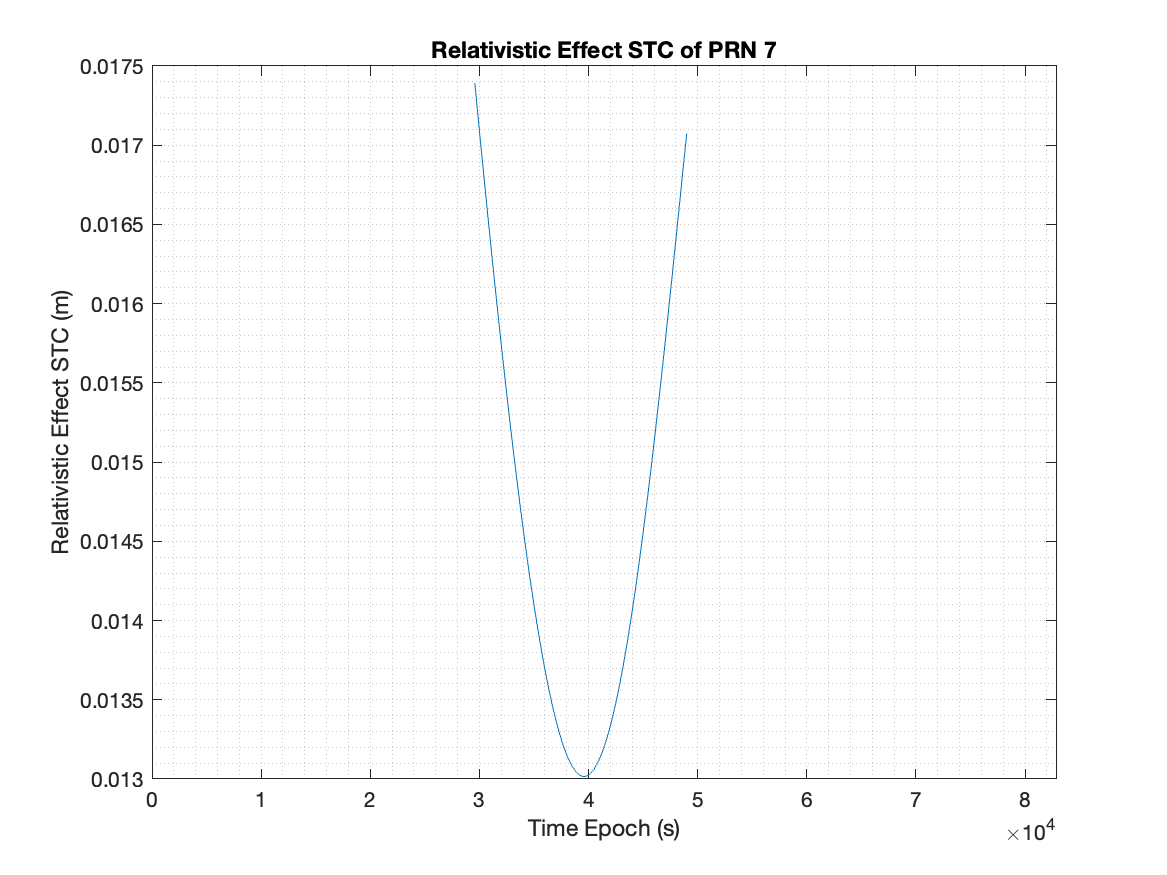 Relativistic Effect STC of PRN 7
0.0175
0.017
0.0165
0.016
0.0155
0.015
0.0145
0.014
0.0135
0.013
Relativistic Effect STC (m)
0 1 2 3 4 5 6 7 8
Time Epoch (s)
×10⁴